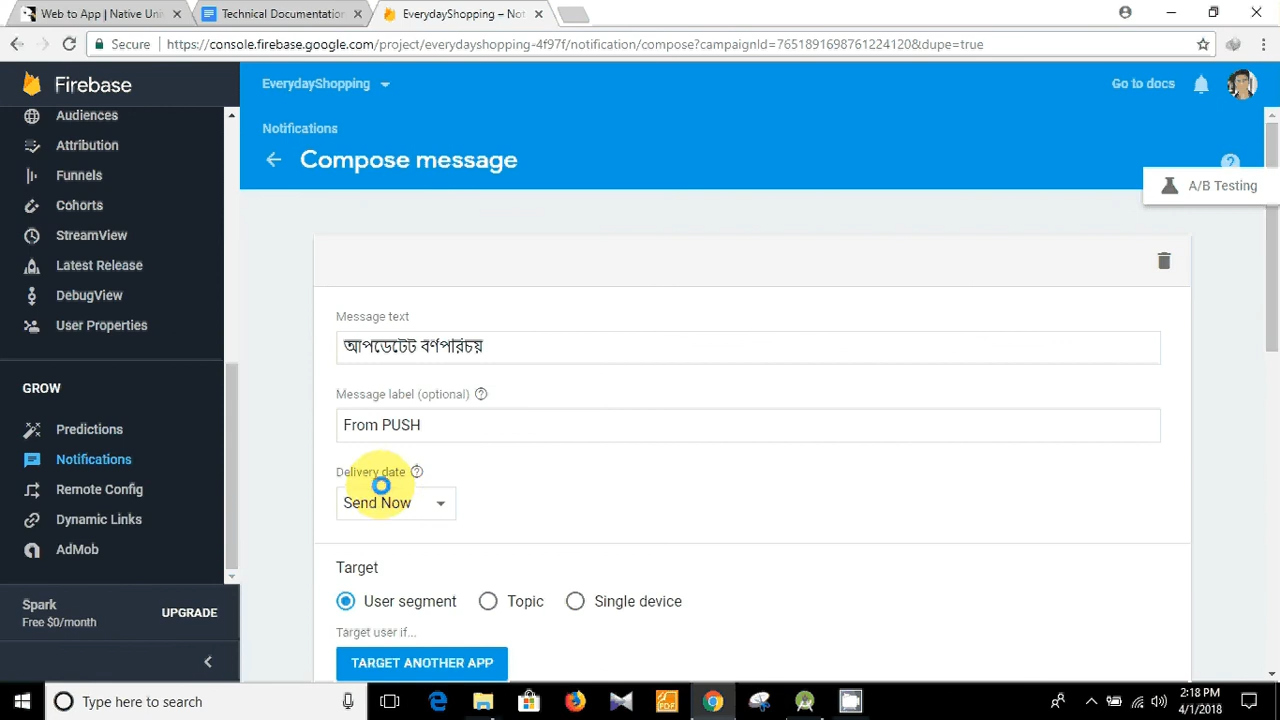 Web to App | Native Uni
Technical Documentation
EverydayShopping – Not
Secure
https://console.firebase.google.com/project/everydayshopping-4f97f/notification/compose?campaignId=7651891698761224120&dupe=true
Firebase
EverydayShopping
Go to docs
Notifications
Compose message
A/B Testing
Audiences
Attribution
Funnels
Cohorts
StreamView
Latest Release
DebugView
User Properties
GROW
Predictions
Notifications
Remote Config
Dynamic Links
AdMob
Spark
Free $0/month
UPGRADE
Message text
আপডেটেট বর্ণপরিচয়
Message label (optional)
From PUSH
Delivery date
Send Now
Target
User segment
Topic
Single device
Target user if...
TARGET ANOTHER APP
Type here to search
2:18 PM
4/1/2018